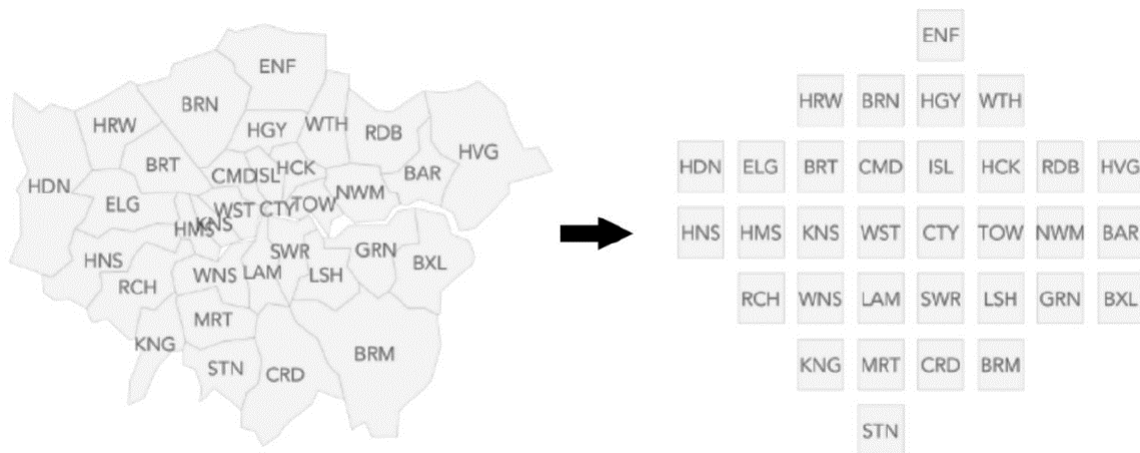 ENF
BRN
HRW
HGY
WTH
RDB
HVG
BRT
CMD
ISL
HCK
BAR
HDN
ELG
NWM
WST
CTY
TOW
HMS
KNS
HNS
SWR
GRN
BXL
RCH
WNS
LAM
LSH
MRT
KNG
STN
CRD
BRM
ENF
HRW BRN HGY WTH
HDN ELG BRT CMD ISL HCK RDB HVG
HNS HMS KNS WST CTY TOW NWM BAR
RCH WNS LAM SWR LSH GRN BXL
KNG MRT CRD BRM
STN